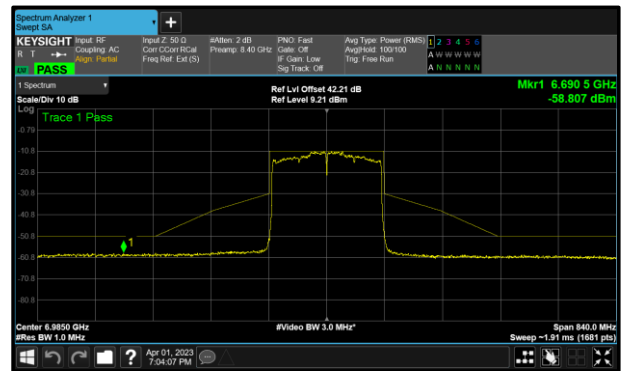 Spectrum Analyzer 1
Swept SA
KEYSIGHT Input: RF Input Z: 50 Ω #Atten: 2 dB PNO: Fast Avg Type: Power (RMS) 1 2 3 4 5 6
R T Coupling: AC Corr CCorr RCal Preamp: 8.40 GHz Gate: Off Avg|Hold: 100/100 A W W W W W
Align: Partial Freq Ref: Ext (S) IF Gain: Low Trig: Free Run
PASS Sig Track: Off A N N N N N
1 Spectrum Ref Lvl Offset 42.21 dB Mkr1 6.690 5 GHz
Scale/Div 10 dB Ref Level 9.21 dBm -58.807 dBm
Log
Trace 1 Pass
-0.79
-10.8
-20.8
-30.8
-40.8
-50.8
1
-60.8
-70.8
-80.8
Center 6.9850 GHz #Video BW 3.0 MHz* Span 840.0 MHz
#Res BW 1.0 MHz Sweep ~1.91 ms (1681 pts)
? Apr 01, 2023
7:04:07 PM